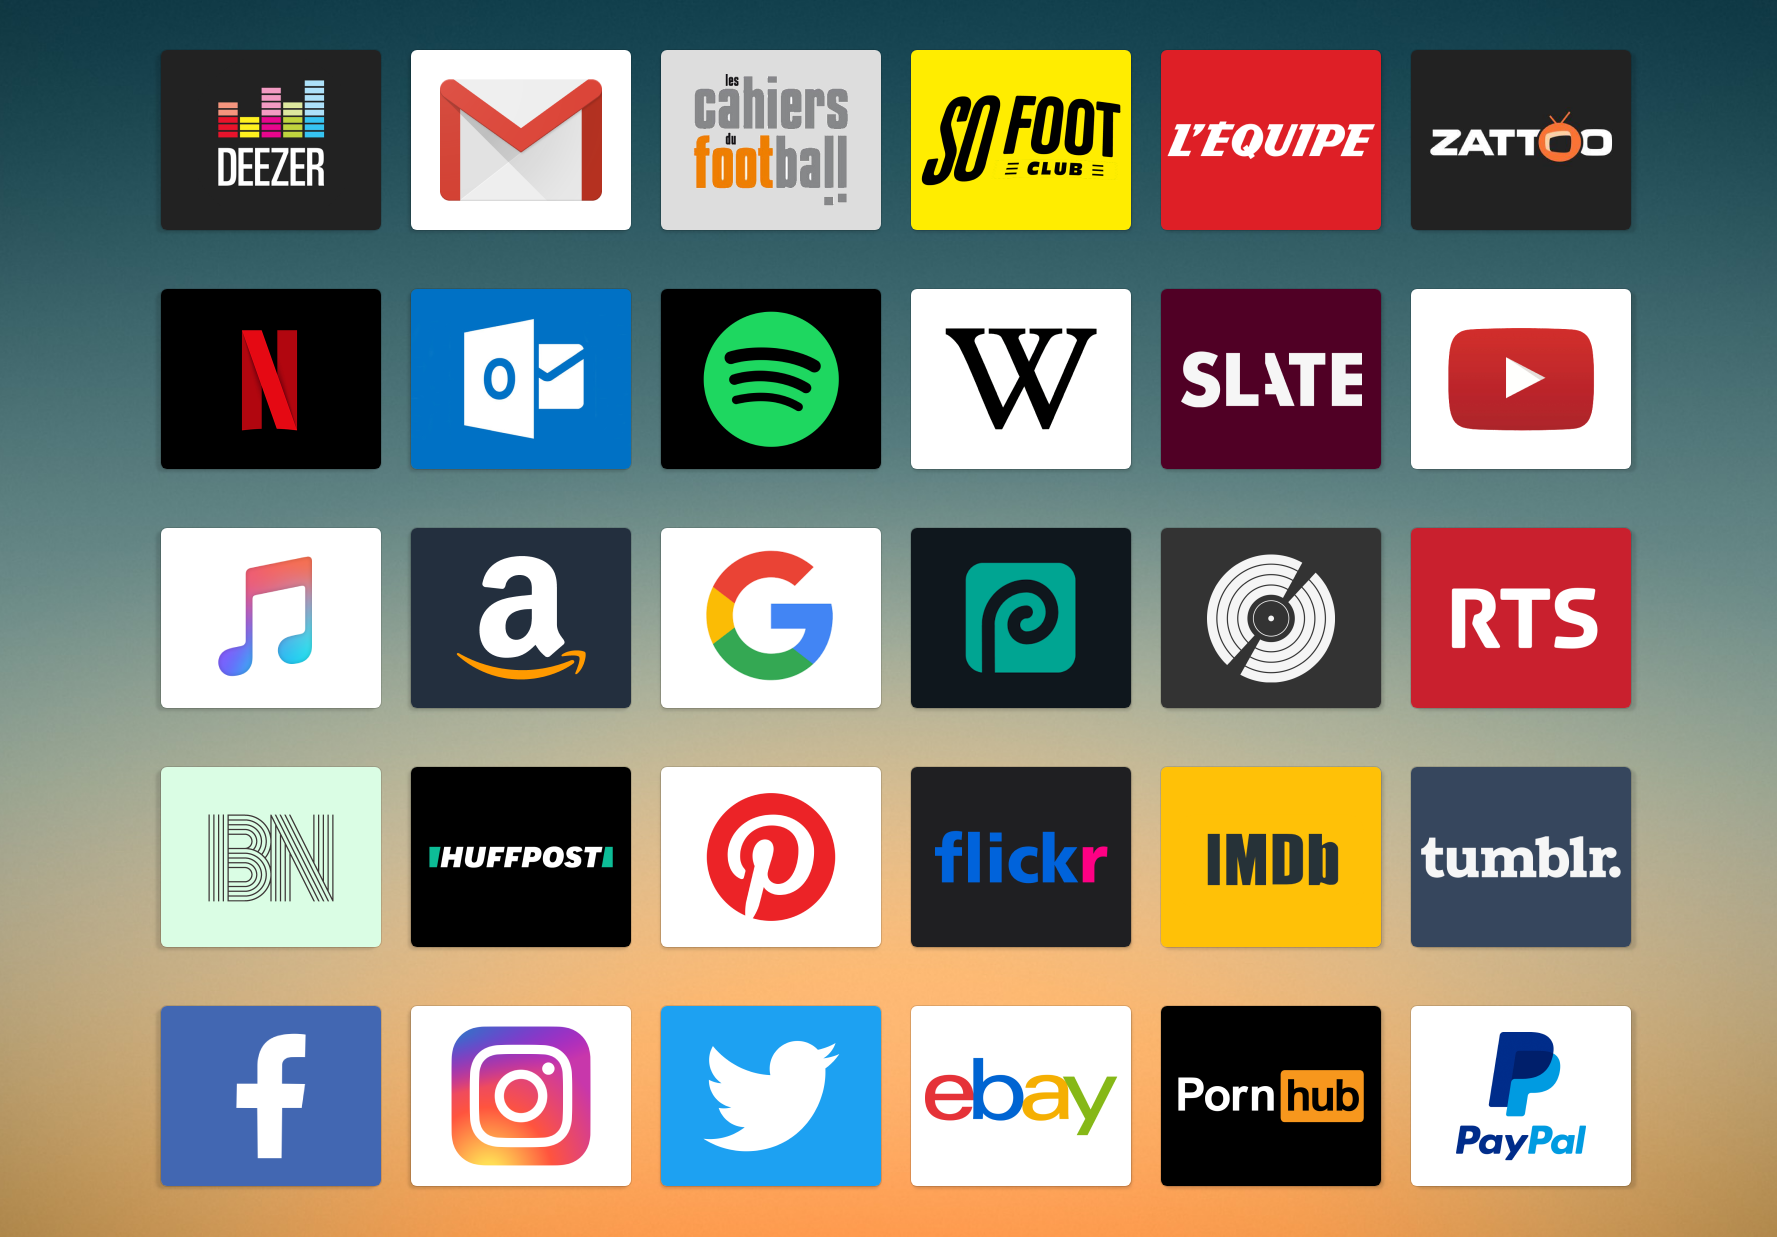 DEEZER
les
cahiers
du
football
SO FOOT
CLUB
L'ÉQUIPE
ZATTOO
N
O
W
SLATE
a
G
RTS
BN
HUFFPOST
flickr
IMDb
tumblr.
f
ebay
Porn hub
PayPal